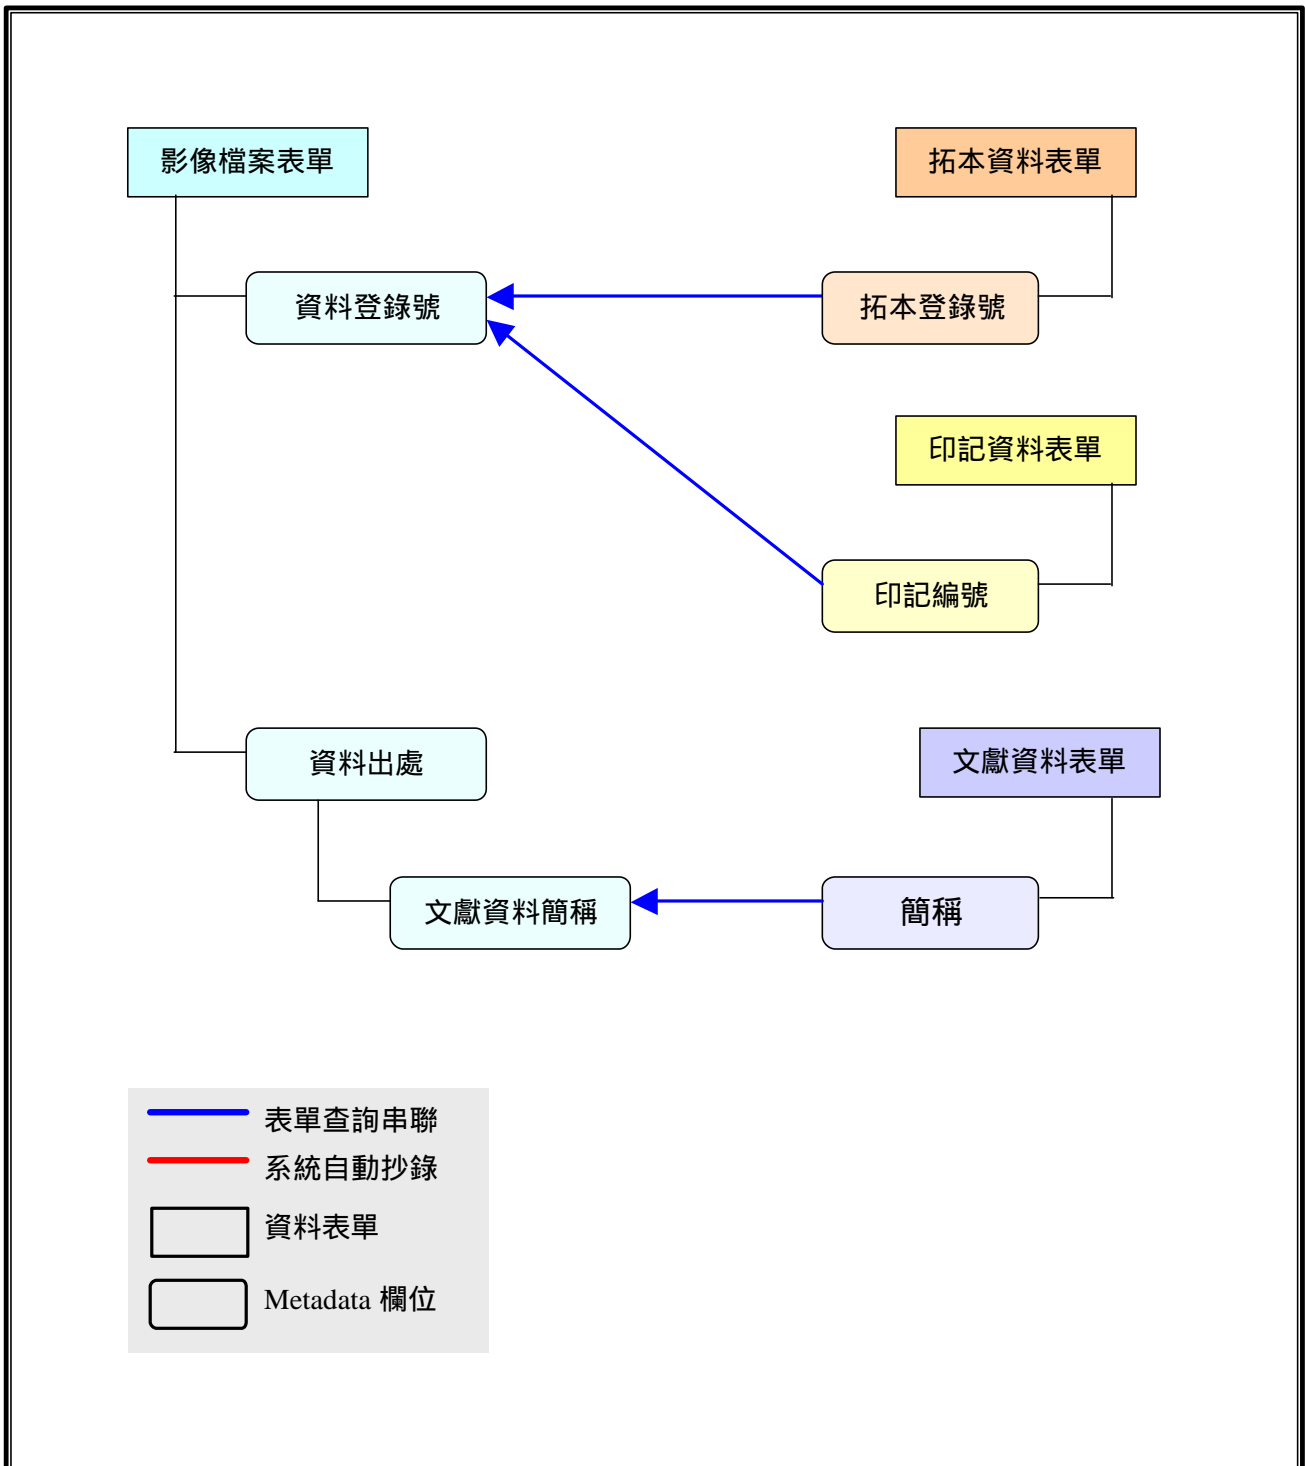 影像檔案表單
拓本資料表單
資料登錄號
拓本登錄號
印記資料表單
印記編號
資料出處
文獻資料表單
文獻資料簡稱
簡稱
表單查詢串聯
系統自動抄錄
資料表單
Metadata 欄位